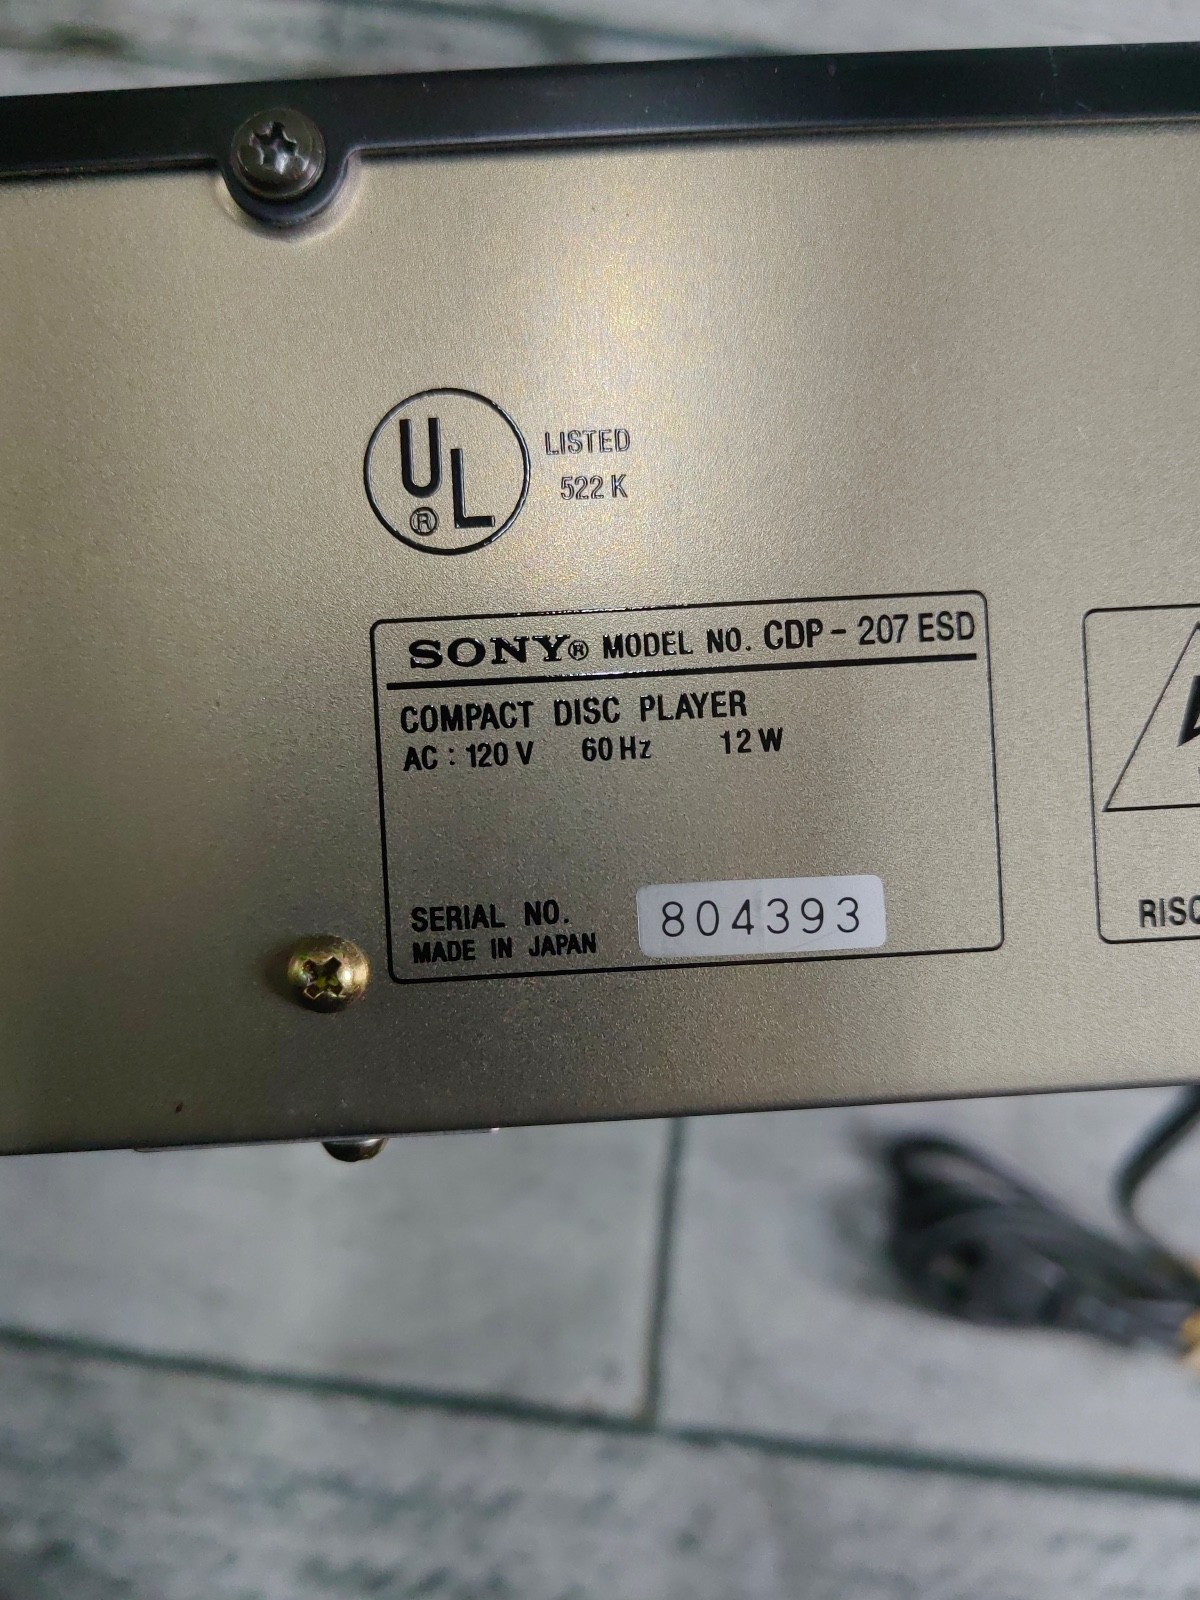 UL
®
LISTED
522 K
SONY® MODEL NO. CDP - 207 ESD
COMPACT DISC PLAYER
AC : 120 V 60 Hz 12 W
SERIAL NO. 804393
MADE IN JAPAN